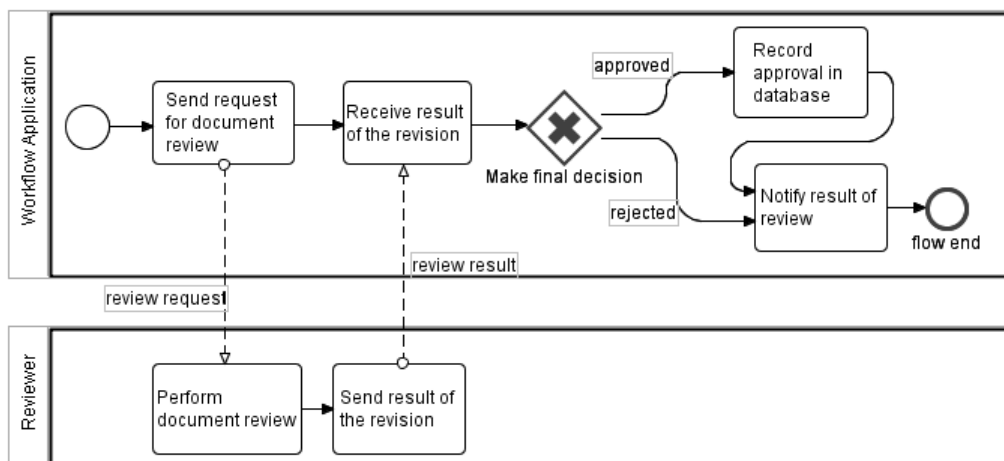 Workflow Application
Send request
for document
review
Receive result
of the revision
Make final decision
approved
rejected
Record
approval in
database
Notify result of
review
flow end
review request
review result
Reviewer
Perform
document review
Send result of
the revision